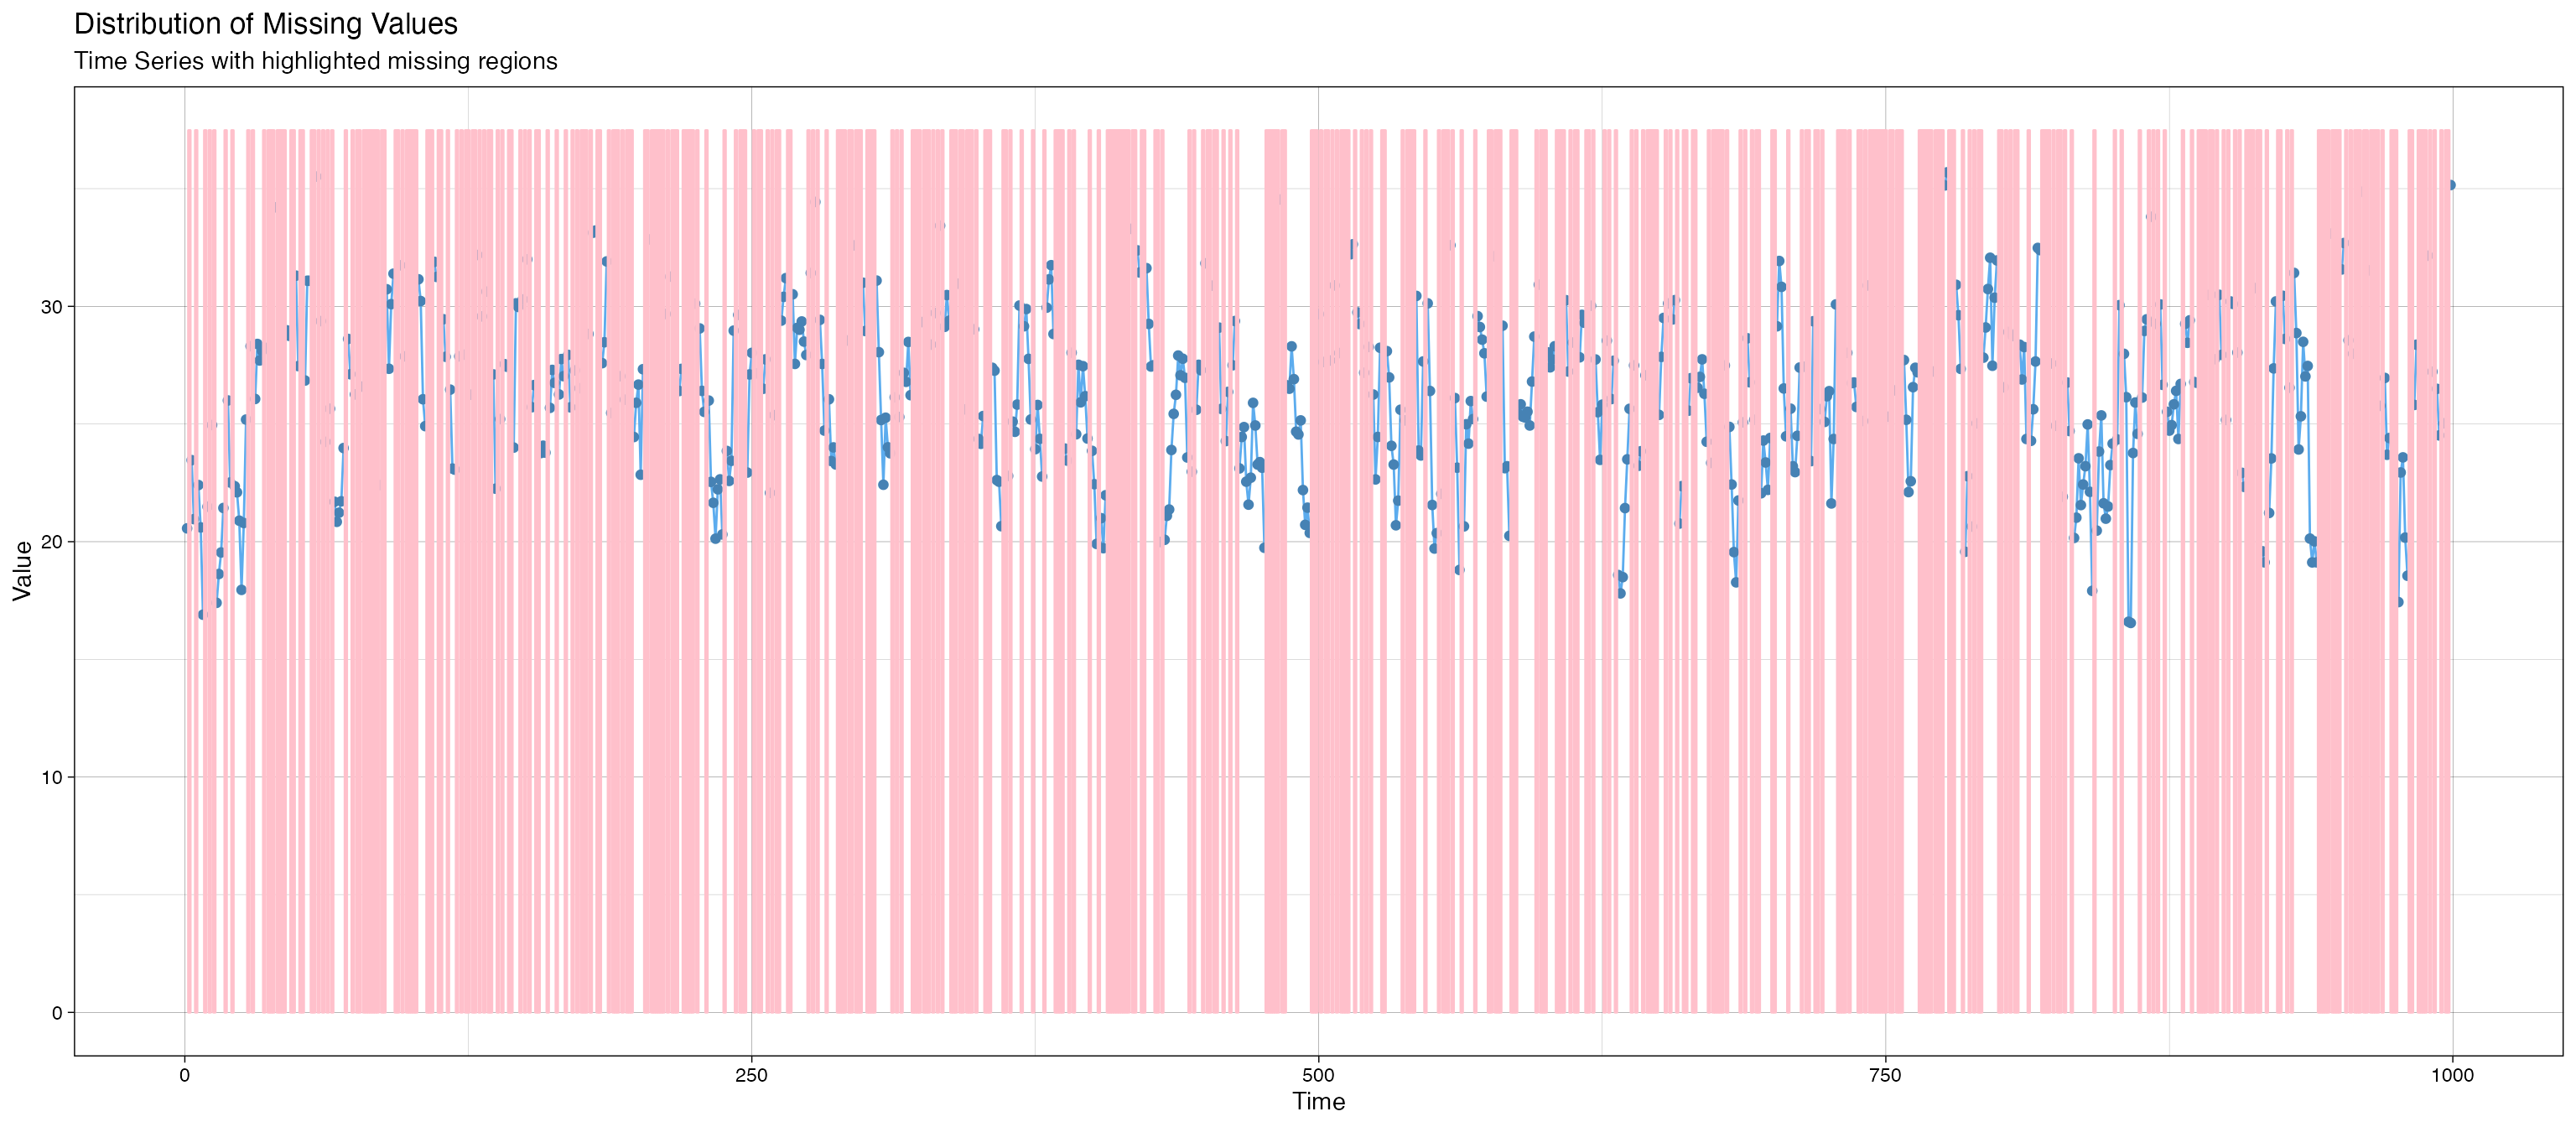 Distribution of Missing Values
Time Series with highlighted missing regions
30
20
10
0
Value
0 250 500 750 1000
Time